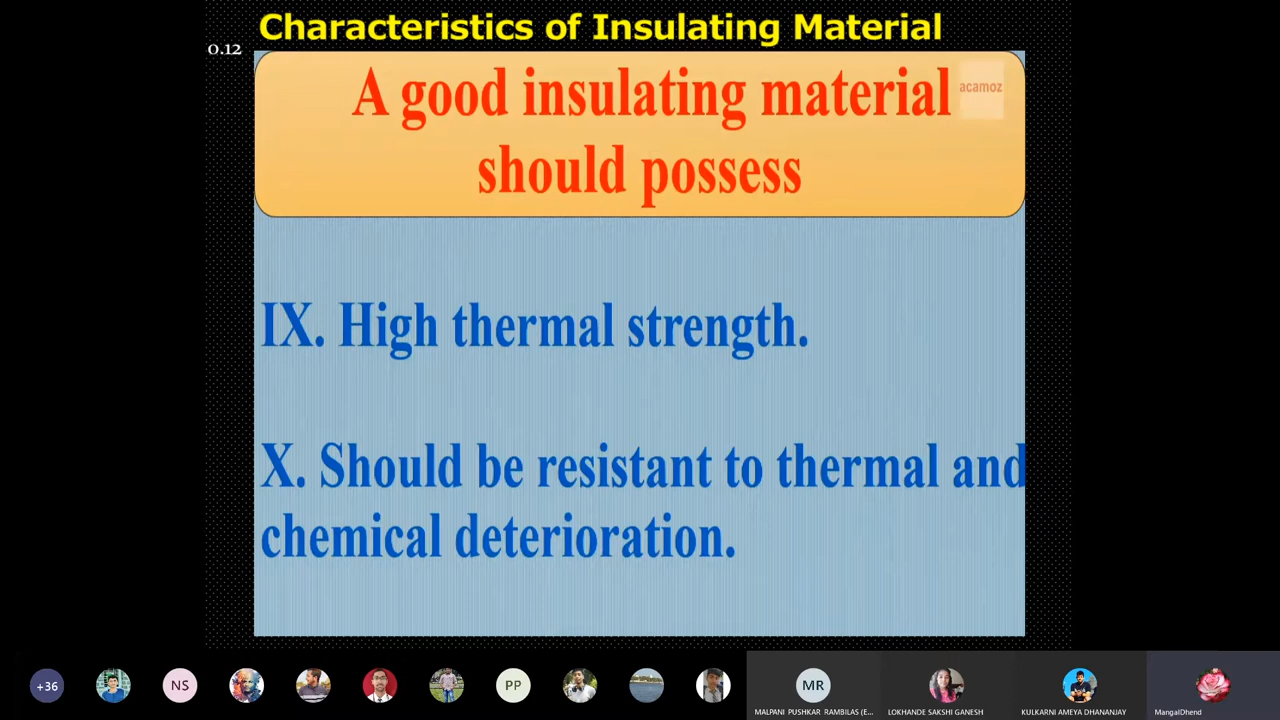 Characteristics of Insulating Material
0.12
A good insulating material
acamoz
should possess
IX. High thermal strength.
X. Should be resistant to thermal and
chemical deterioration.
+36
NS
PP
MR
MALPANI PUSHKAR RAMBILAS (E...
LOKHANDE SAKSHI GANESH
KULKARNI AMEYA DHANANJAY
MangalDhend